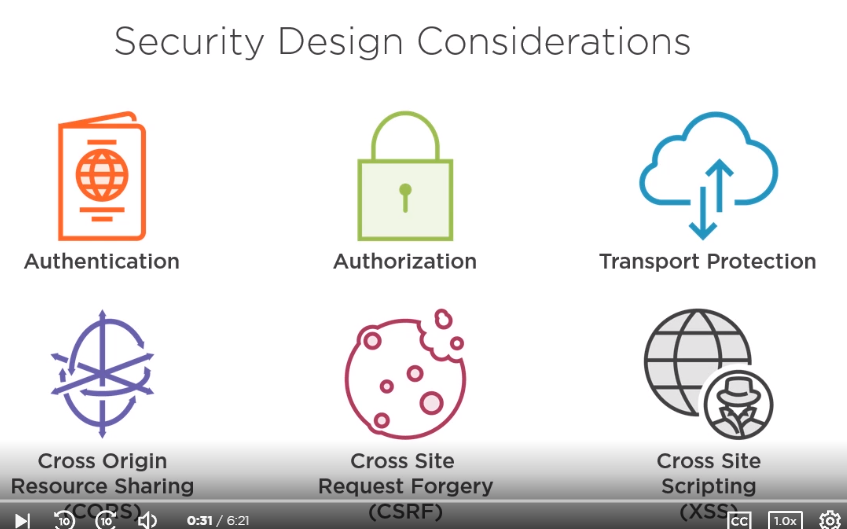 Security Design Considerations
Authentication
Authorization
Transport Protection
Cross Origin
Resource Sharing
(CORS)
Cross Site
Request Forgery
(CSRF)
Cross Site
Scripting
(XSS)
10
10
0:31 / 6:21
CC
1.0x